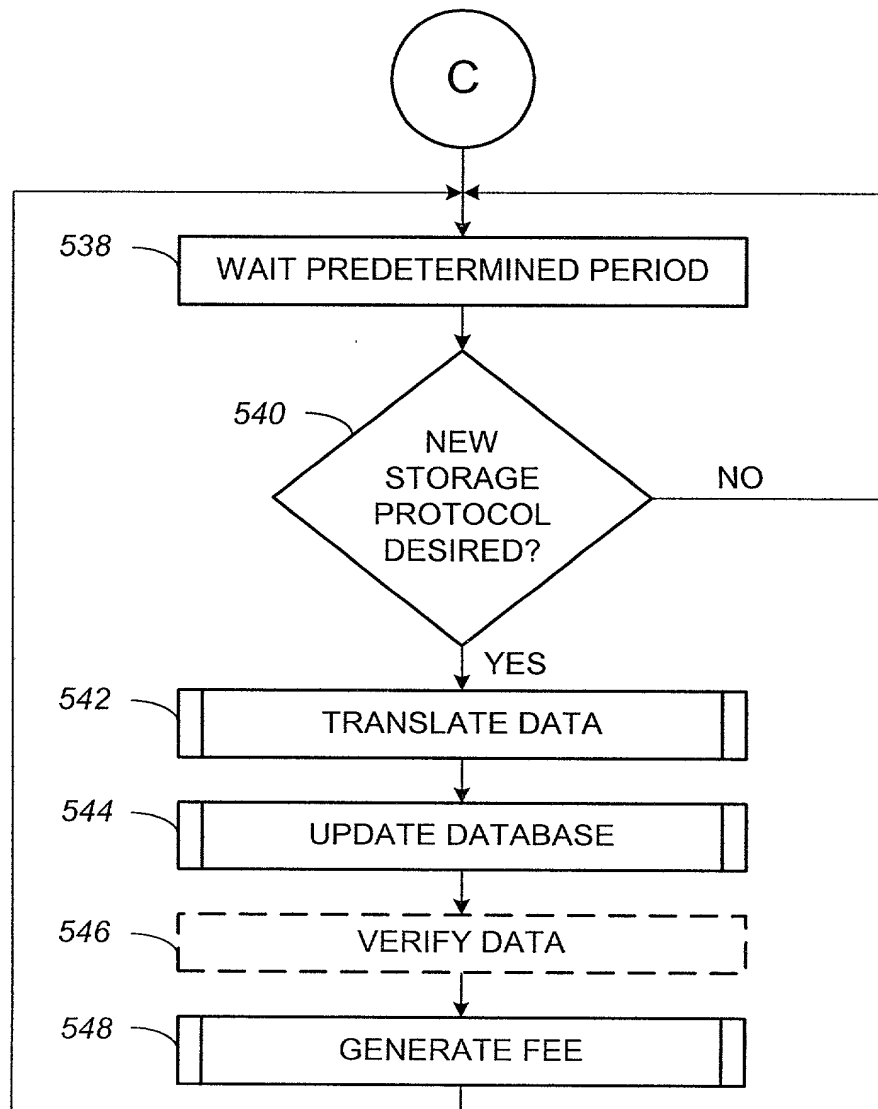 C
538
WAIT PREDETERMINED PERIOD
540
NEW
STORAGE
PROTOCOL
DESIRED?
NO
YES
542
TRANSLATE DATA
544
UPDATE DATABASE
546
VERIFY DATA
548
GENERATE FEE